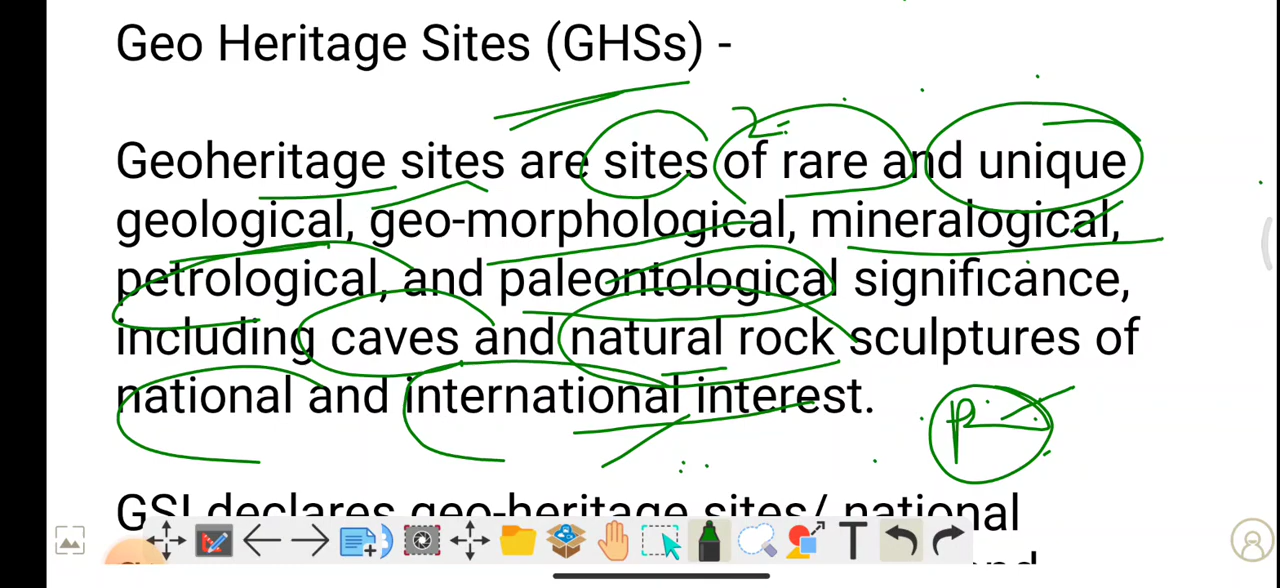 Geo Heritage Sites (GHSs) -
Geoheritage sites are sites of rare and unique
geological, geo-morphological, mineralogical,
petrological, and paleontological significance,
including caves and natural rock sculptures of
national and international interest.
GSI declares geo-heritage sites/ national
T